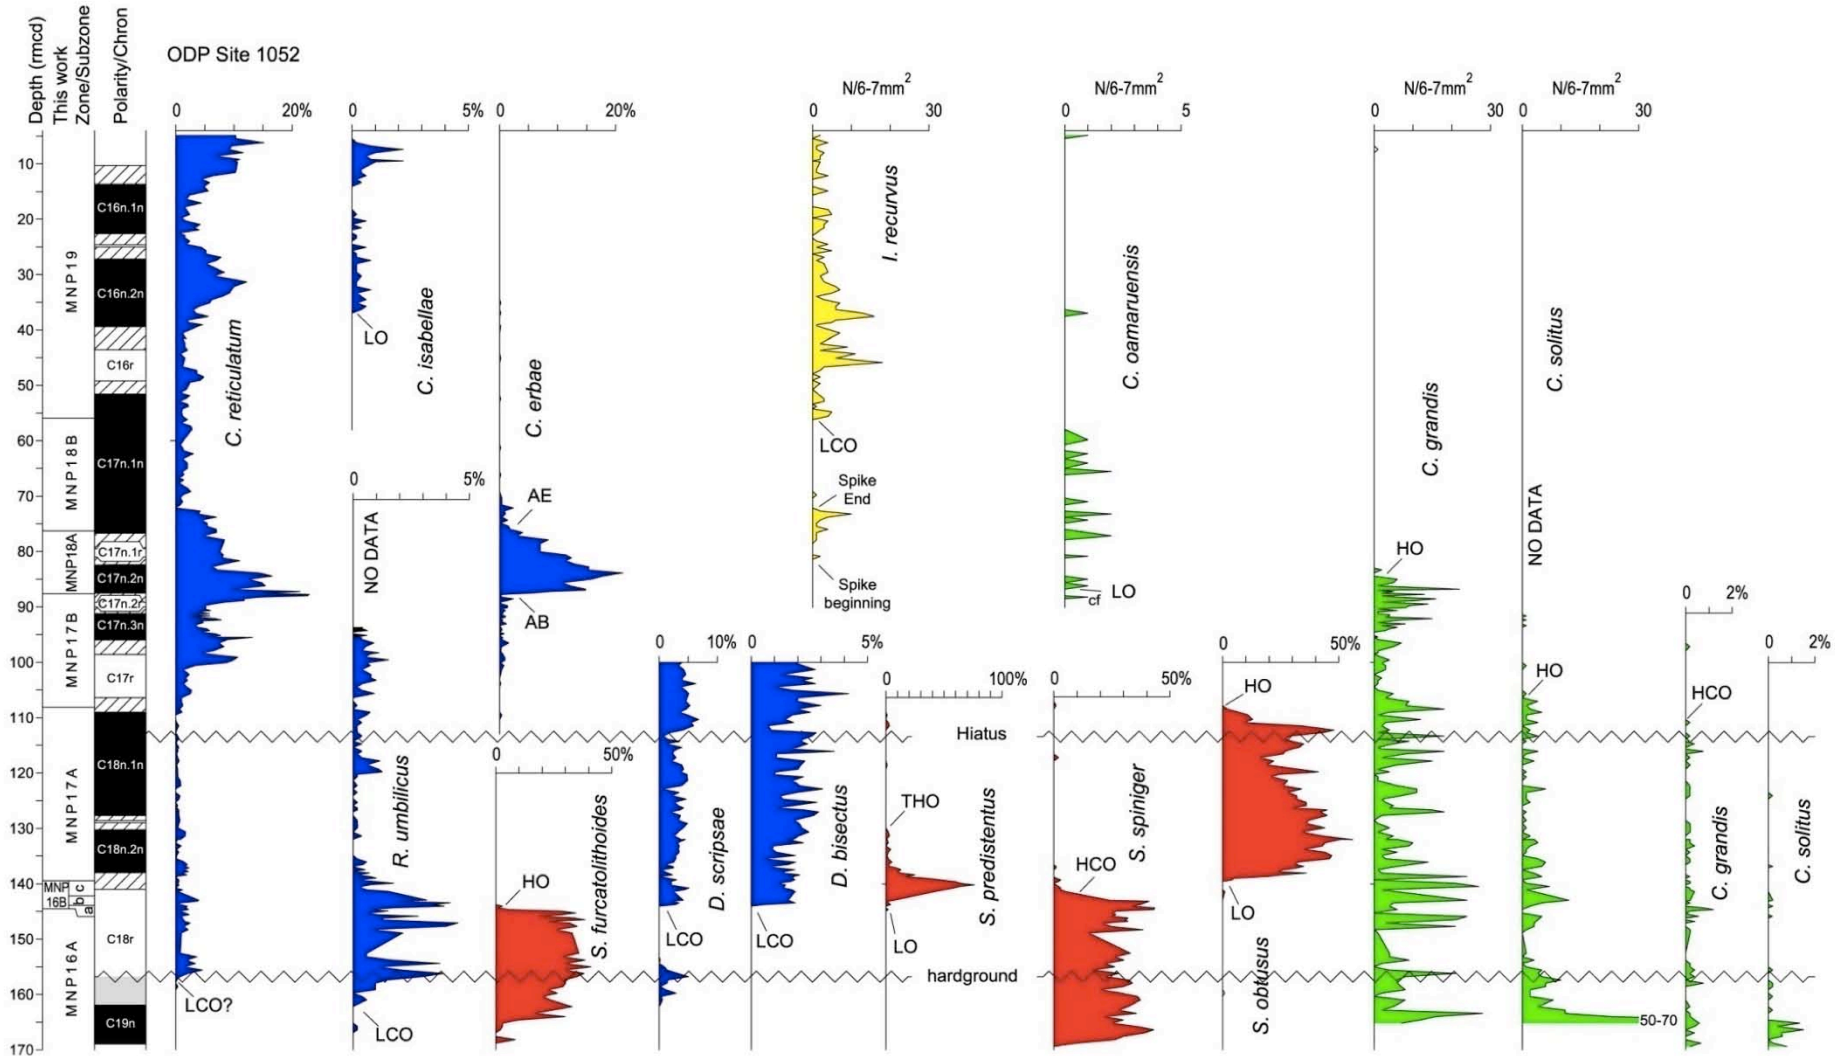 Depth (rmcd)
This work
Zone/Subzone
Polarity/Chron
ODP Site 1052
0 20%
0 5%
0 20%
N/6-7mm2
0 30
N/6-7mm2
0 5
N/6-7mm2
0 30
N/6-7mm2
0 30
10
20
30
40
50
60
70
80
90
100
110
120
130
140
150
160
170
MNP19
MNP18B
MNP18A
MNP17B
MNP17A
MNP
16B
c
b
a
MNP16A
C16n.1n
C16n.2n
C16r
C17n.1n
C17n.1r
C17n.2n
C17n.2r
C17n.3n
C17r
C18n.1n
C18n.2n
C18r
C19n
C. reticulatum
LCO?
LO
C. isabellae
0 5%
NO DATA
R. umbilicus
LCO
C. erbae
AE
AB
0 50%
HO
S. furcatolithoides
0 10%
D. scripsae
LCO
0 5%
D. bisectus
LCO
I. recurvus
LCO
Spike
End
Spike
beginning
0 100%
Hiatus
THO
S. predistentus
LO
hardground
C. oamaruensis
LO
cf
0 50%
HCO
S. spiniger
0 50%
HO
LO
S. obtusus
C. grandis
HO
C. solitus
NO DATA
HO
50-70
0 2%
HCO
C. grandis
0 2%
C. solitus